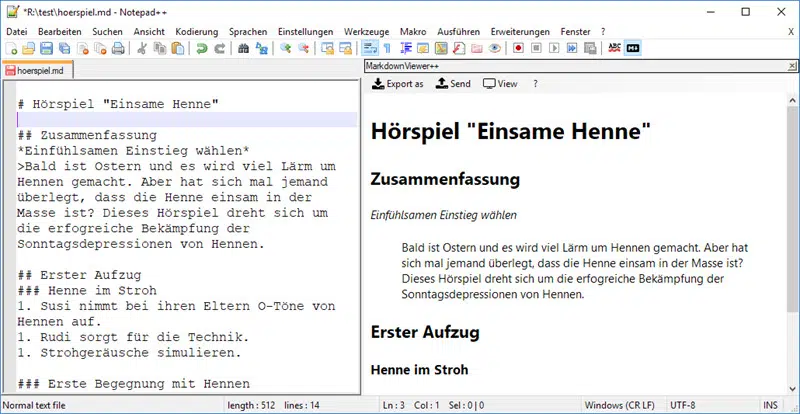 *R:\test\hoerspiel.md - Notepad++
Datei Bearbeiten Suchen Ansicht Kodierung Sprachen Einstellungen Werkzeuge Makro Ausführen Erweiterungen Fenster ? X
hoerspiel.md
# Hörspiel "Einsame Henne"
## Zusammenfassung
*Einfühlsamen Einstieg wählen*
>Bald ist Ostern und es wird viel Lärm um
Hennen gemacht. Aber hat sich mal jemand
überlegt, dass die Henne einsam in der
Masse ist? Dieses Hörspiel dreht sich um
die erfogreiche Bekämpfung der
Sonntagsdepressionen von Hennen.
## Erster Aufzug
### Henne im Stroh
1. Susi nimmt bei ihren Eltern O-Töne von
Hennen auf.
1. Rudi sorgt für die Technik.
1. Strohgeräusche simulieren.
### Erste Begegnung mit Hennen
MarkdownViewer++
Export as Send View ?
Hörspiel "Einsame Henne"
Zusammenfassung
Einfühlsamen Einstieg wählen
Bald ist Ostern und es wird viel Lärm um Hennen gemacht. Aber hat
sich mal jemand überlegt, dass die Henne einsam in der Masse ist?
Dieses Hörspiel dreht sich um die erfogreiche Bekämpfung der
Sonntagsdepressionen von Hennen.
Erster Aufzug
Henne im Stroh
Normal text file length : 512 lines : 14 Ln : 3 Col : 1 Sel : 0 | 0 Windows (CR LF) UTF-8 INS